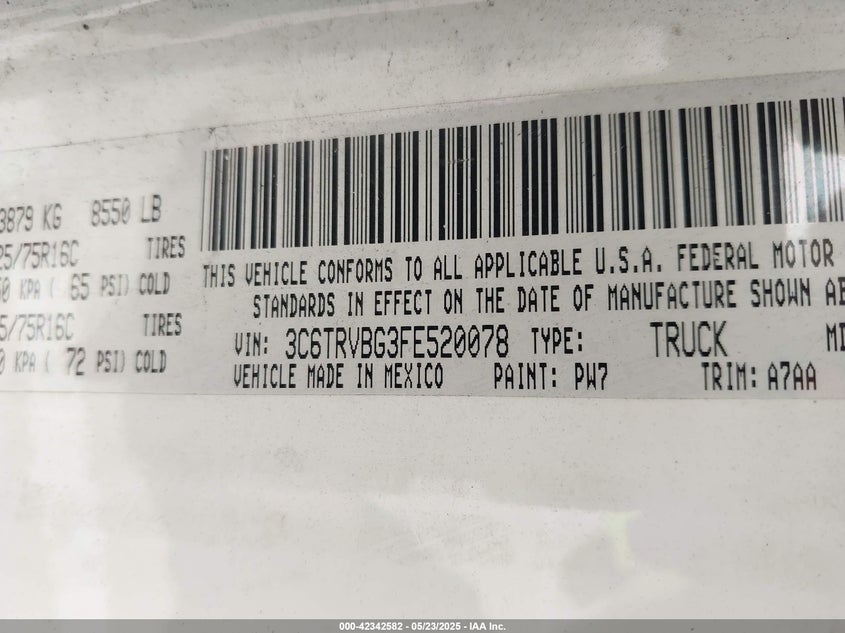 3879 KG 8550 LB
25/75R16C TIRES
0 KPA ( 65 PSI) COLD
5/75R16C TIRES
0 KPA ( 72 PSI) COLD
THIS VEHICLE CONFORMS TO ALL APPLICABLE U.S.A. FEDERAL MOTOR
STANDARDS IN EFFECT ON THE DATE OF MANUFACTURE SHOWN AB
VIN: 3C6TRVBG3FE520078 TYPE: TRUCK MD
VEHICLE MADE IN MEXICO PAINT: PW7 TRIM: A7AA
000-42342582 - 05/23/2025 - IAA Inc.